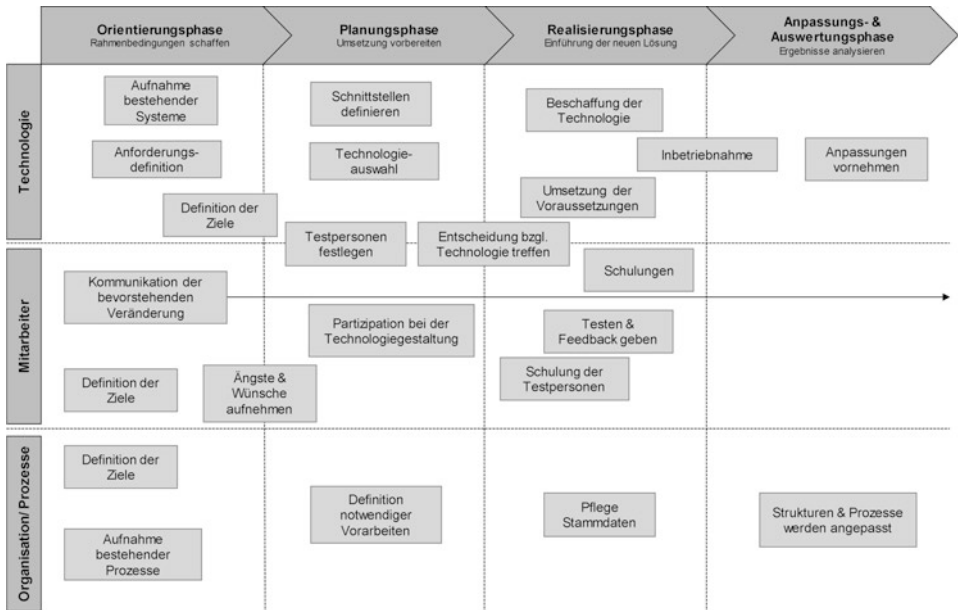 Orientierungsphase
Rahmenbedingungen schaffen
Planungsphase
Umsetzung vorbereiten
Realisierungsphase
Einführung der neuen Lösung
Anpassungs- &
Auswertungsphase
Ergebnisse analysieren
Technologie
Aufnahme
bestehender
Systeme
Anforderungs-
definition
Definition der
Ziele
Schnittstellen
definieren
Technologie-
auswahl
Testpersonen
festlegen
Entscheidung bzgl.
Technologie treffen
Beschaffung der
Technologie
Inbetriebnahme
Umsetzung der
Voraussetzungen
Anpassungen
vornehmen
Mitarbeiter
Kommunikation der
bevorstehenden
Veränderung
Definition der
Ziele
Ängste &
Wünsche
aufnehmen
Partizipation bei der
Technologiegestaltung
Schulungen
Testen &
Feedback geben
Schulung der
Testpersonen
Organisation/ Prozesse
Definition der
Ziele
Aufnahme
bestehender
Prozesse
Definition
notwendiger
Vorarbeiten
Pflege
Stammdaten
Strukturen & Prozesse
werden angepasst